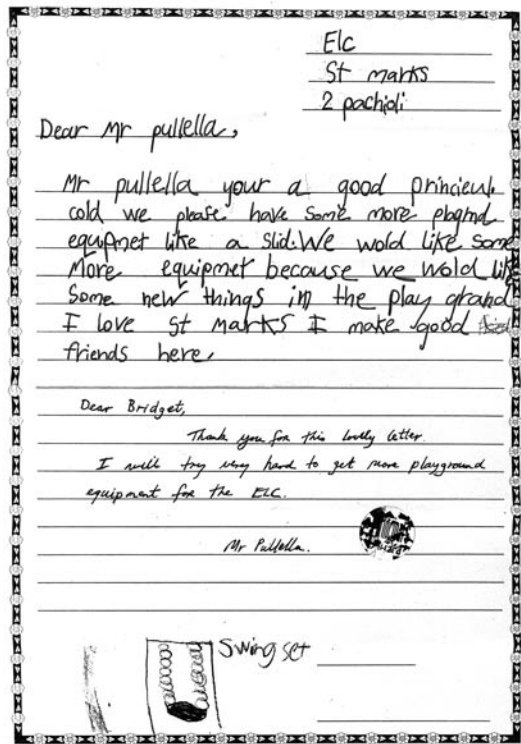 Elc
St marks
2 pachioli
Dear Mr pullella,
Mr pullella your a good princieul.
cold we please have some more plagrnd
equipmet like a slid. We wold like some
More equipmet because we wold like
Some new things in the play grand
I love st marks I make good
friends here.
Dear Bridget,
Thank you for this lovely letter.
I will try very hard to get more playground
equipment for the ELC.
Mr Pullella.
Swing set